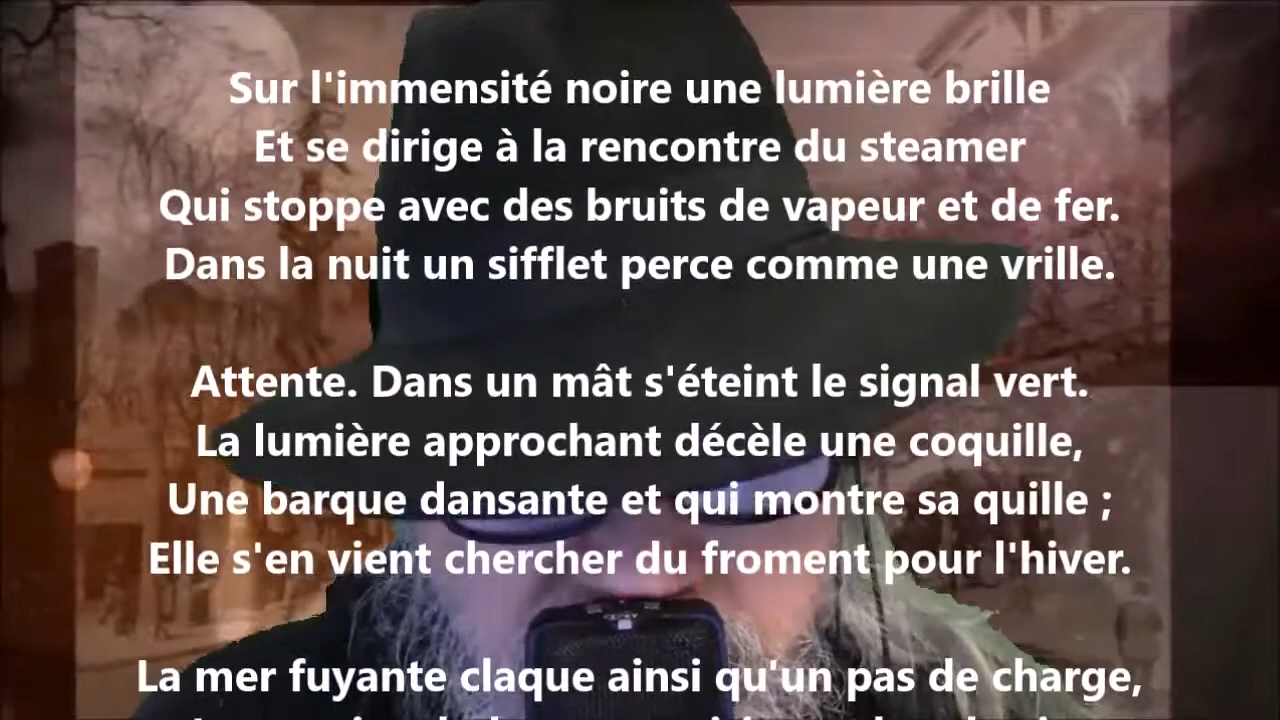 Sur l'immensité noire une lumière brille
Et se dirige à la rencontre du steamer
Qui stoppe avec des bruits de vapeur et de fer.
Dans la nuit un sifflet perce comme une vrille.
Attente. Dans un mât s'éteint le signal vert.
La lumière approchant décèle une coquille,
Une barque dansante et qui montre sa quille ;
Elle s'en vient chercher du froment pour l'hiver.
La mer fuyante claque ainsi qu'un pas de charge,